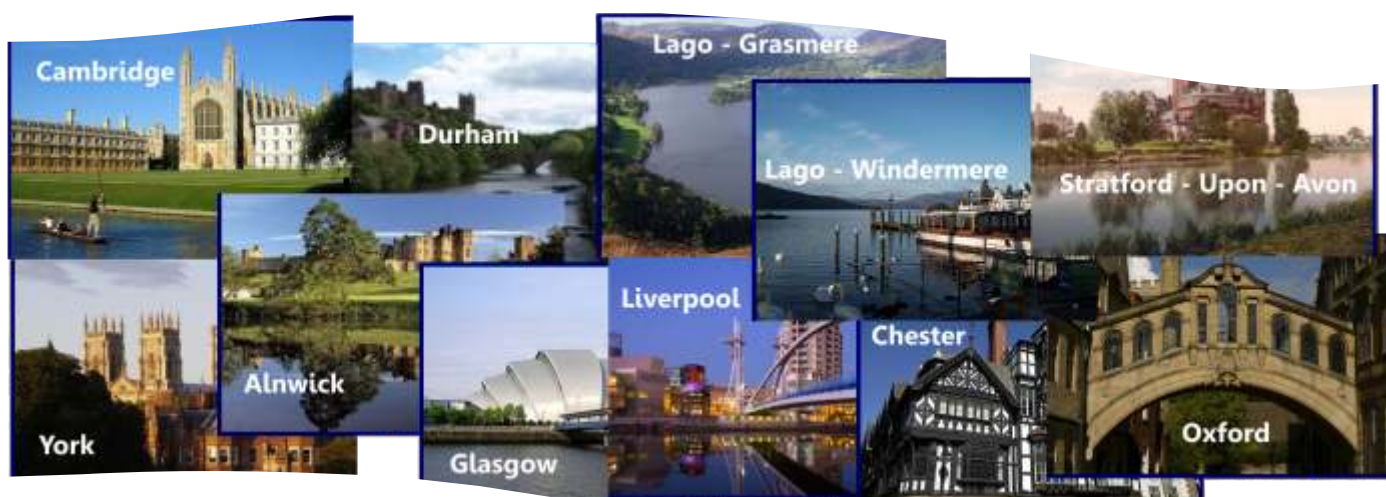 Cambridge
Durham
Lago - Grasmere
Lago - Windermere
Stratford - Upon - Avon
York
Alnwick
Glasgow
Liverpool
Chester
Oxford